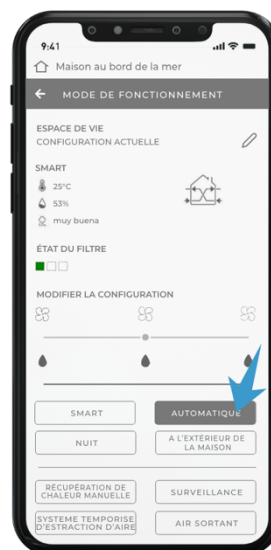 9:41
Maison au bord de la mer
MODE DE FONCTIONNEMENT
ESPACE DE VIE
CONFIGURATION ACTUELLE
SMART
25°C
53%
muy buena
ÉTAT DU FILTRE
MODIFIER LA CONFIGURATION
SMART
AUTOMATIQUE
NUIT
A L'EXTÉRIEUR DE
LA MAISON
RÉCUPÉRATION DE
CHALEUR MANUELLE
SURVEILLANCE
SYSTEME TEMPORISE
D'ESTRACTION D'AIRE
AIR SORTANT